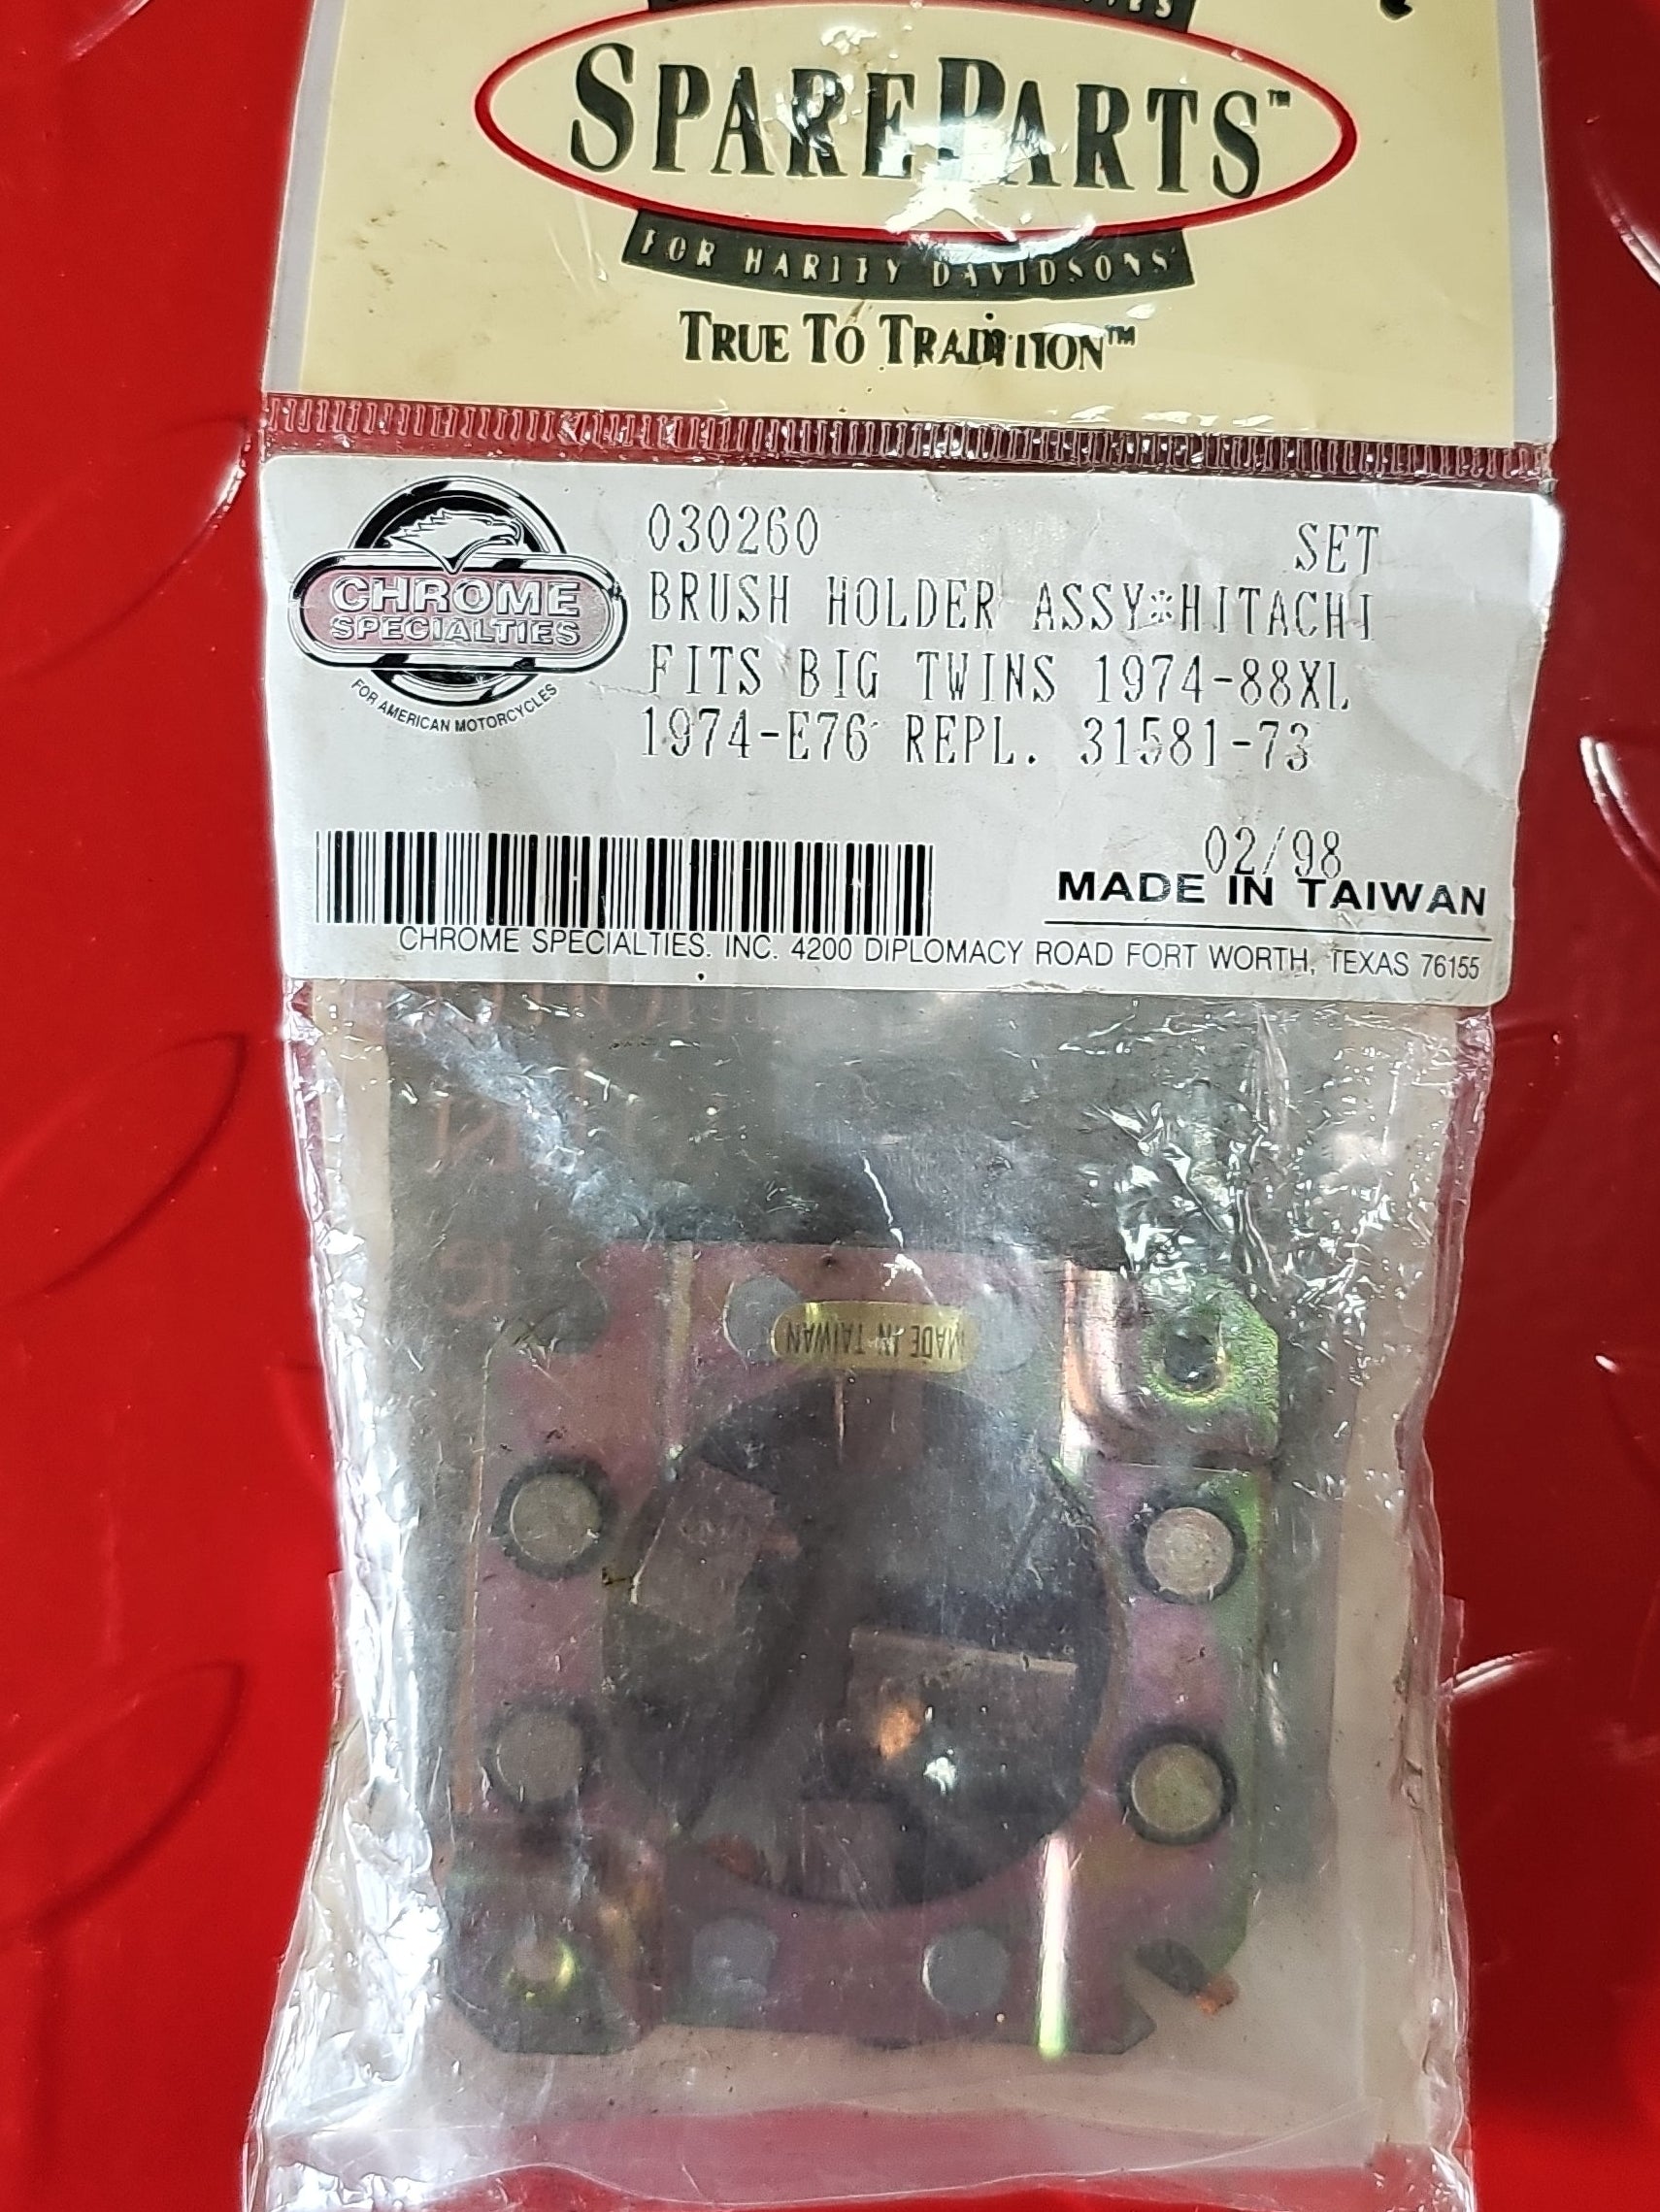 SPAREPARTS™
FOR HARLEY DAVIDSONS
TRUE TO TRADITION™
CHROME
SPECIALTIES
FOR AMERICAN MOTORCYCLES
030260 SET
BRUSH HOLDER ASSY*HITACHI
FITS BIG TWINS 1974-88XL
1974-E76 REPL. 31581-73
02/98
MADE IN TAIWAN
CHROME SPECIALTIES. INC. 4200 DIPLOMACY ROAD FORT WORTH, TEXAS 76155
MADE IN TAIWAN